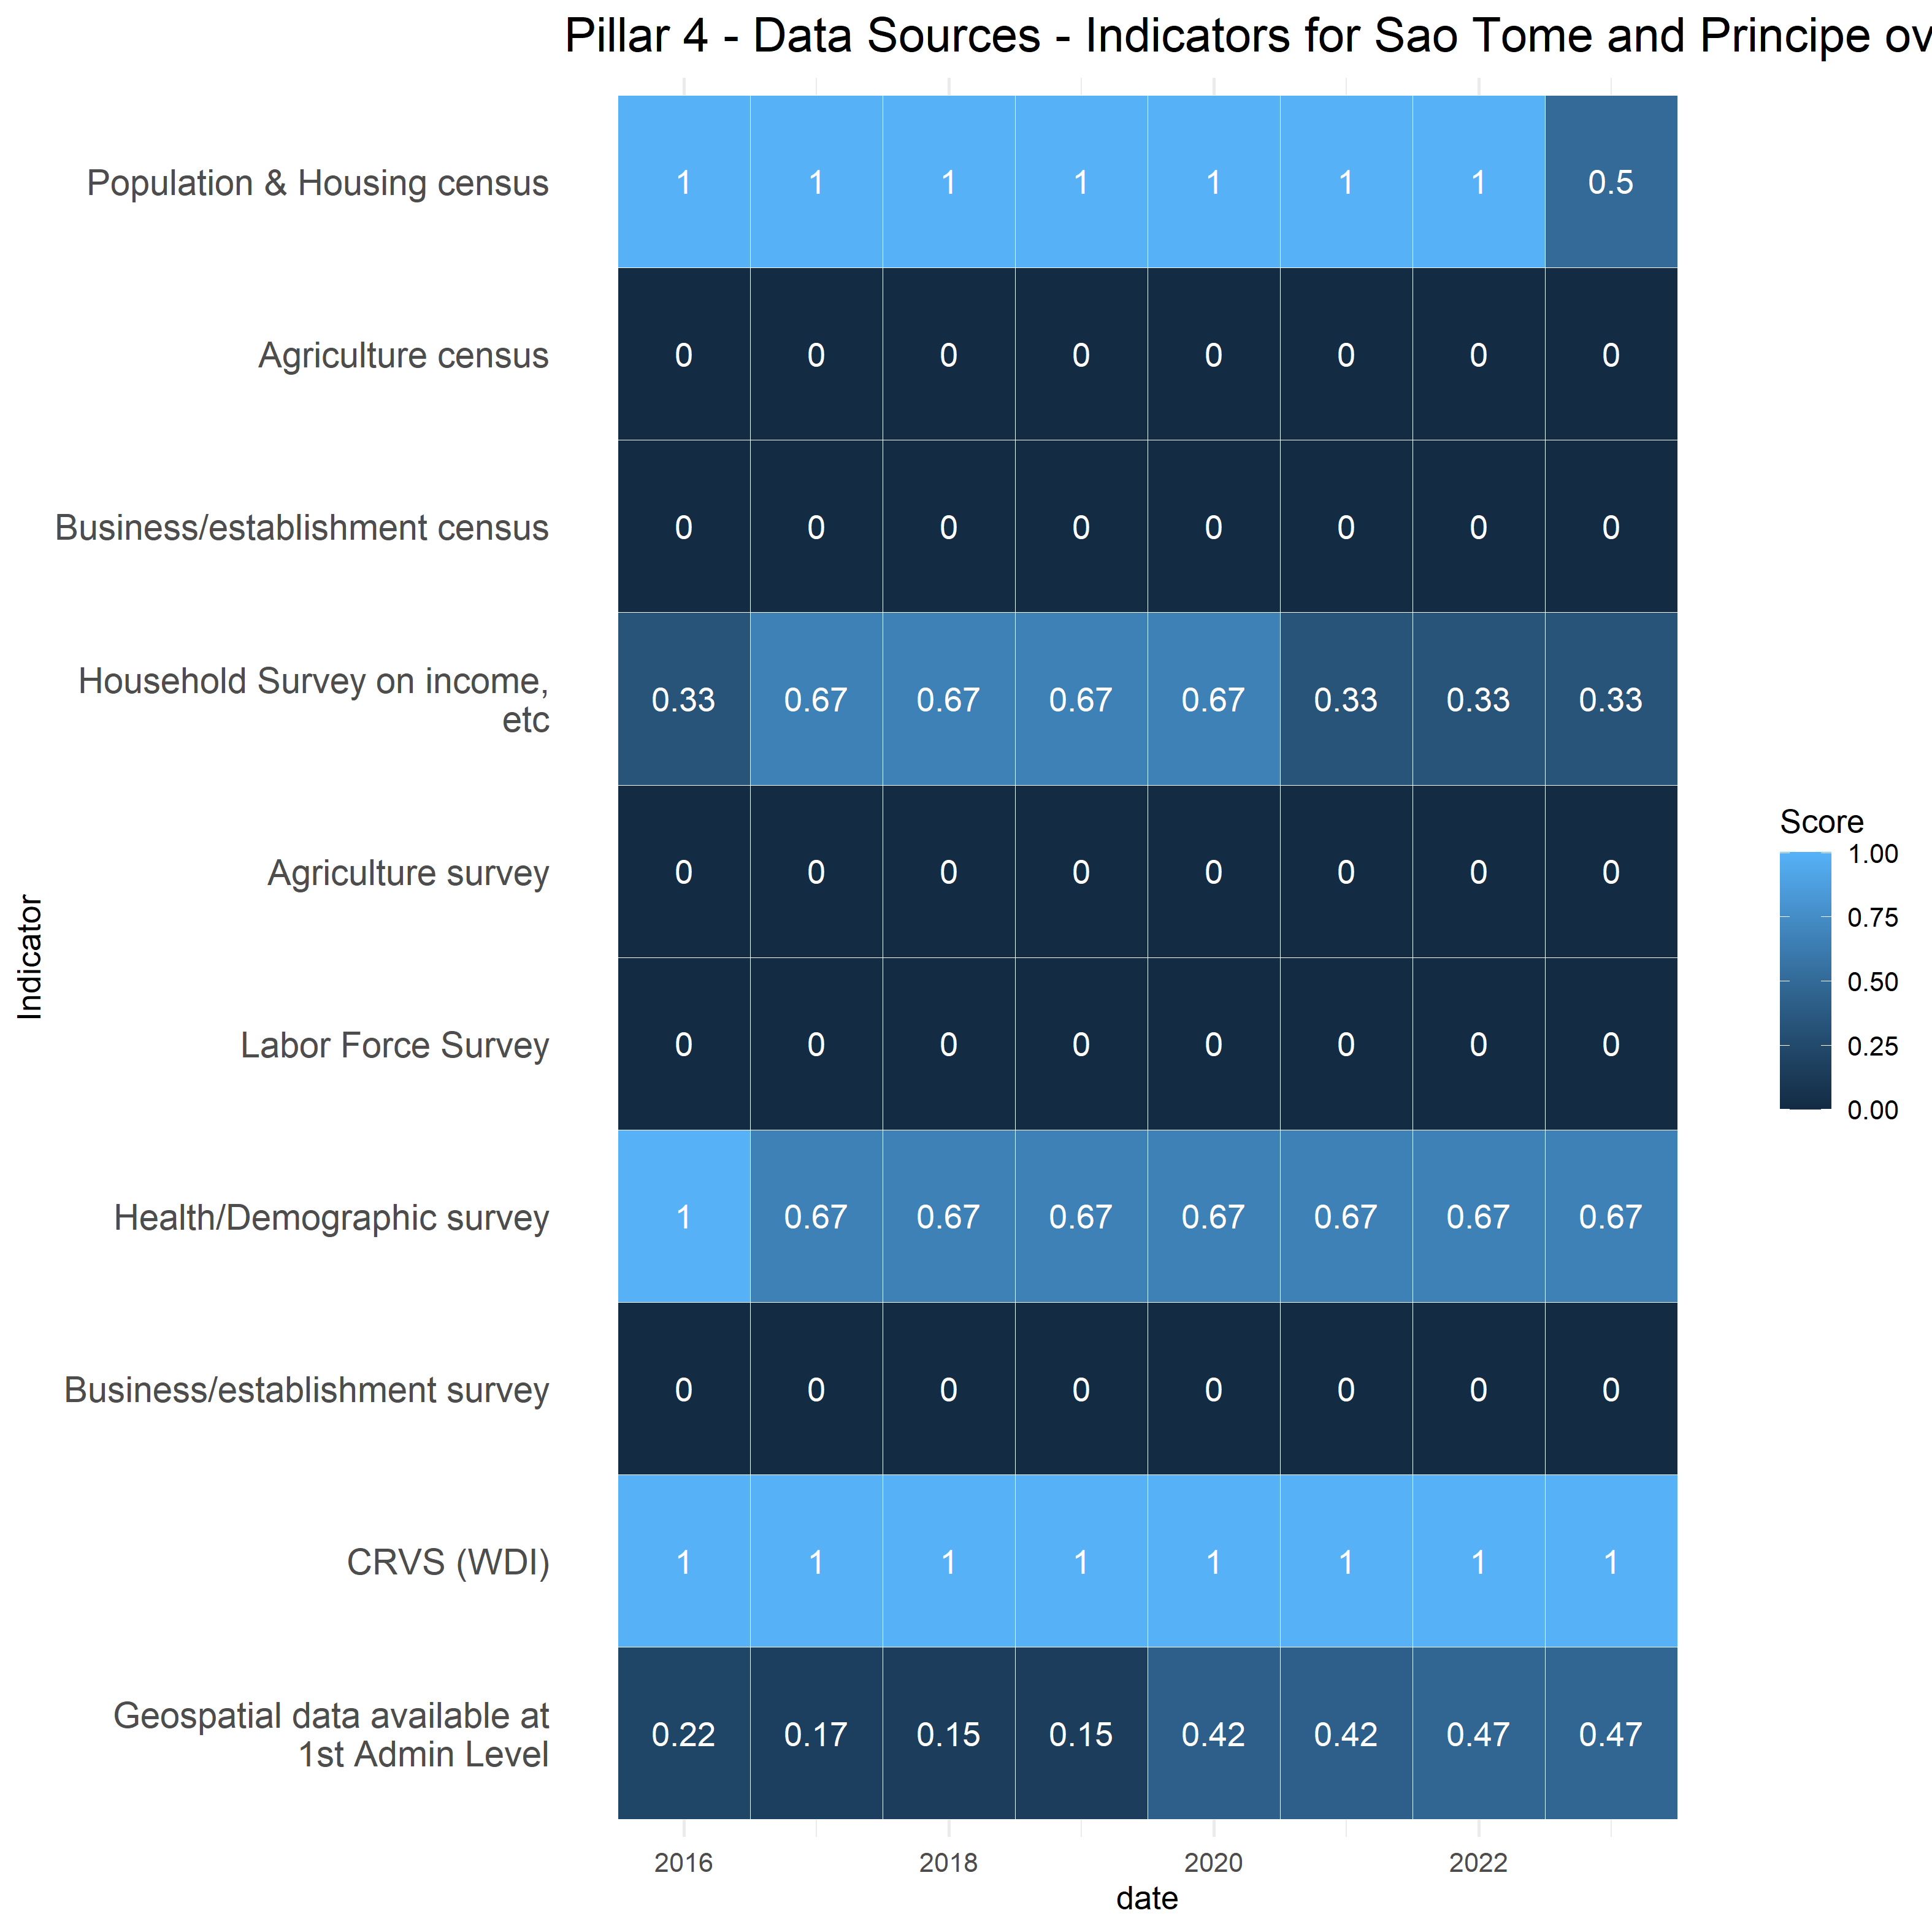 Pillar 4 - Data Sources - Indicators for Sao Tome and Principe ov
Population & Housing census
1 1 1 1 1 1 1 0.5
Agriculture census
0 0 0 0 0 0 0 0
Business/establishment census
0 0 0 0 0 0 0 0
Household Survey on income,
etc
0.33 0.67 0.67 0.67 0.67 0.33 0.33 0.33
Agriculture survey
0 0 0 0 0 0 0 0
Labor Force Survey
0 0 0 0 0 0 0 0
Health/Demographic survey
1 0.67 0.67 0.67 0.67 0.67 0.67 0.67
Business/establishment survey
0 0 0 0 0 0 0 0
CRVS (WDI)
1 1 1 1 1 1 1 1
Geospatial data available at
1st Admin Level
0.22 0.17 0.15 0.15 0.42 0.42 0.47 0.47
2016 2018 2020 2022
date
Indicator
Score
1.00
0.75
0.50
0.25
0.00